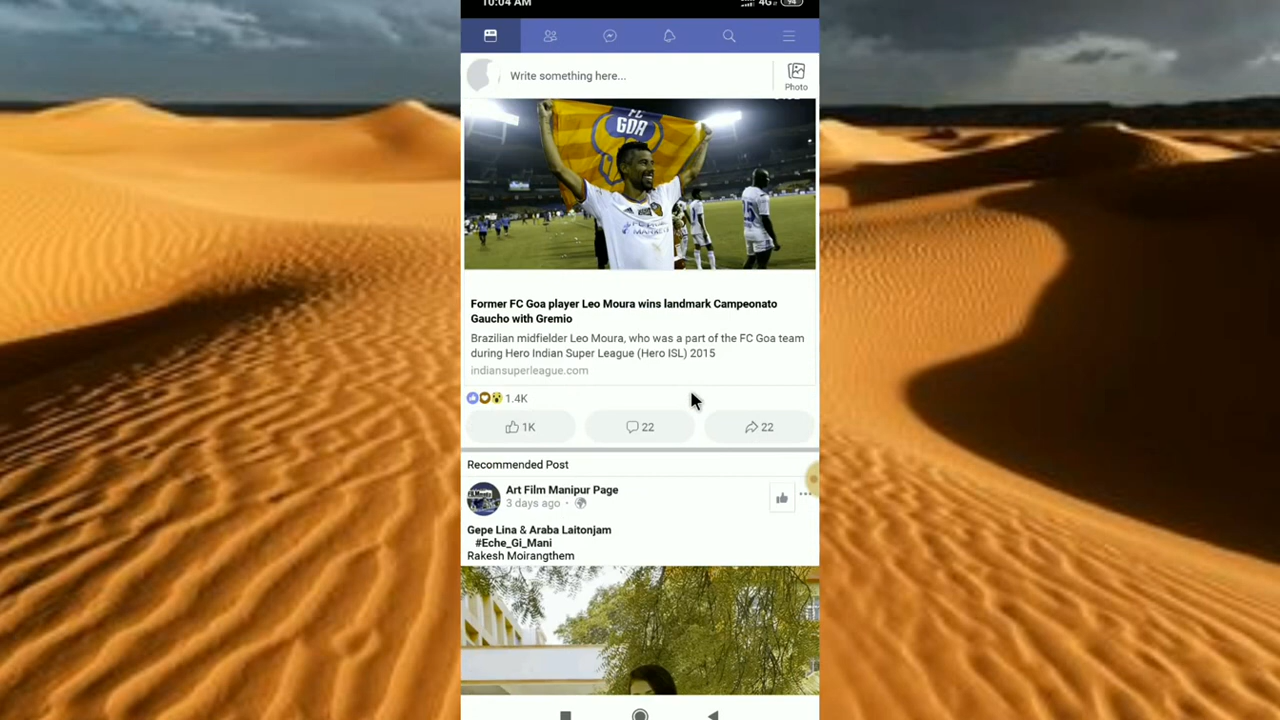 10:04 AM
4G
94
Write something here...
Photo
FC
GOA
Former FC Goa player Leo Moura wins landmark Campeonato
Gaucho with Gremio
Brazilian midfielder Leo Moura, who was a part of the FC Goa team
during Hero Indian Super League (Hero ISL) 2015
indiansuperleague.com
1.4K
1K
22
22
Recommended Post
Art Film Manipur Page
3 days ago ·
Gepe Lina & Araba Laitonjam
#Eche_Gi_Mani
Rakesh Moirangthem